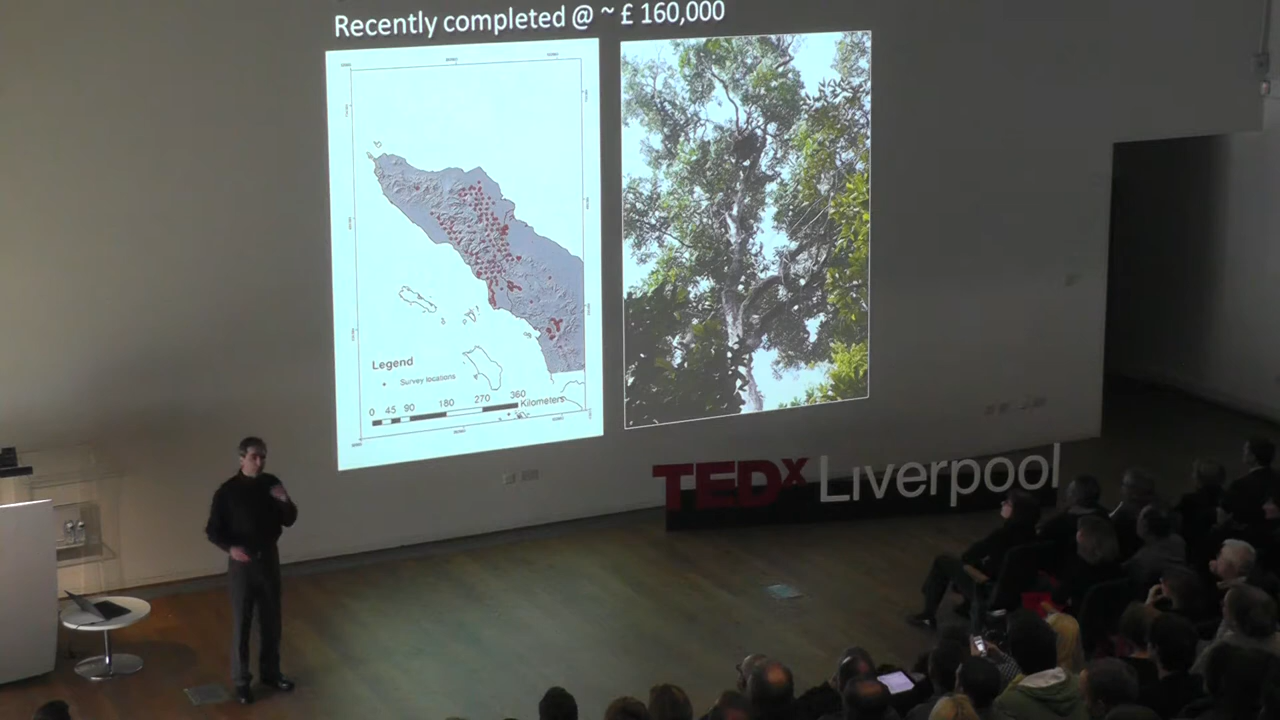 Recently completed @ ~ £ 160,000
Legend
Survey locations
0 45 90 180 270 360
Kilometers
TEDx Liverpool